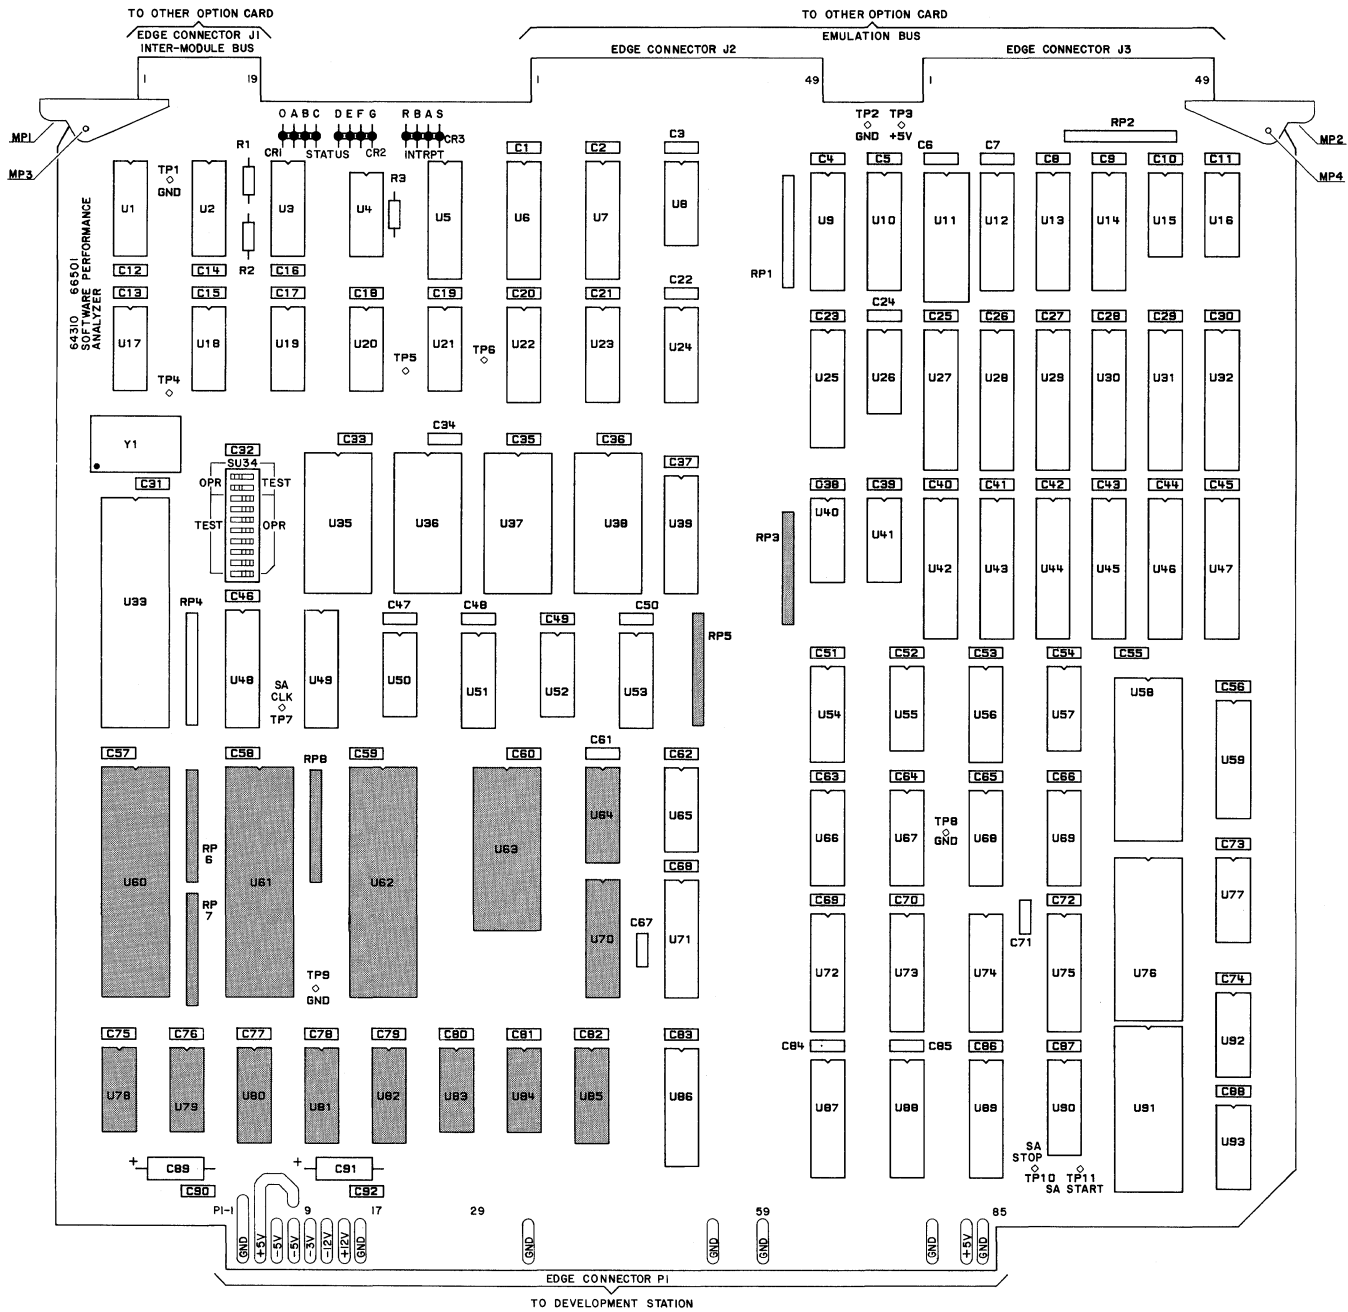 TO OTHER OPTION CARD
TO OTHER OPTION CARD
EDGE CONNECTOR J1
INTER-MODULE BUS
EMULATION BUS
EDGE CONNECTOR J2
EDGE CONNECTOR J3
1 19
1 49
1 49
O A B C D E F G R B A S
CR1 STATUS CR2 INTRPT CR3
MP1
MP3
TP2 TP3
GND +5V
RP2
MP2
MP4
R1 C1 C2 C3
C6 C7
C4 C5 C8 C9 C10 C11
TP1
GND
R3
U1 U2 U3 U4 U5 U6 U7 U8
U9 U10 U11 U12 U13 U14 U15 U16
R2
RP1
64310 66501
SOFTWARE PERFORMANCE
ANALYZER
C12 C14 C16
C13 C15 C17 C18 C19 C20 C21 C22
C24
C23 C25 C26 C27 C28 C29 C30
U17 U18 U19 U20 U21 U22 U23 U24
TP4 TP5 TP6
U25 U26 U27 U28 U29 U30 U31 U32
Y1
C32 C33 C34 C35 C36
C37
SU34
OPR TEST
TEST OPR
C31
C38 C39 C40 C41 C42 C43 C44 C45
U35 U36 U37 U38 U39
RP3
U40 U41 U42 U43 U44 U45 U46 U47
U33
RP4
C46 C47 C48 C49 C50
RP5
U48 U49 U50 U51 U52 U53
SA
CLK
TP7
C51 C52 C53 C54 C55
C56
U54 U55 U56 U57 U58
U59
C57 C58 RP8 C59 C60 C61 C62
C63 C64 C65 C66
U60 RP
6 U61 U62 U63 U64 U65
RP
7
U66 U67 TP8
GND U68 U69
C68
C73
C69 C70 C71 C72
U70 C67 U71
U72 U73 U74 U75 U76 U77
TP9
GND
C74
C75 C76 C77 C78 C79 C80 C81 C82 C83
C84 C85 C86 C87
U78 U79 U80 U81 U82 U83 U84 U85 U86
U87 U88 U89 U90 U91
U92
C88
U93
SA
STOP
TP10 TP11
SA START
+ C89 + C91
C90 C92
P1-1 9 17 29 59 85
GND +5V -5V -5V -3V -12V +12V GND GND GND GND GND +5V GND
EDGE CONNECTOR P1
TO DEVELOPMENT STATION